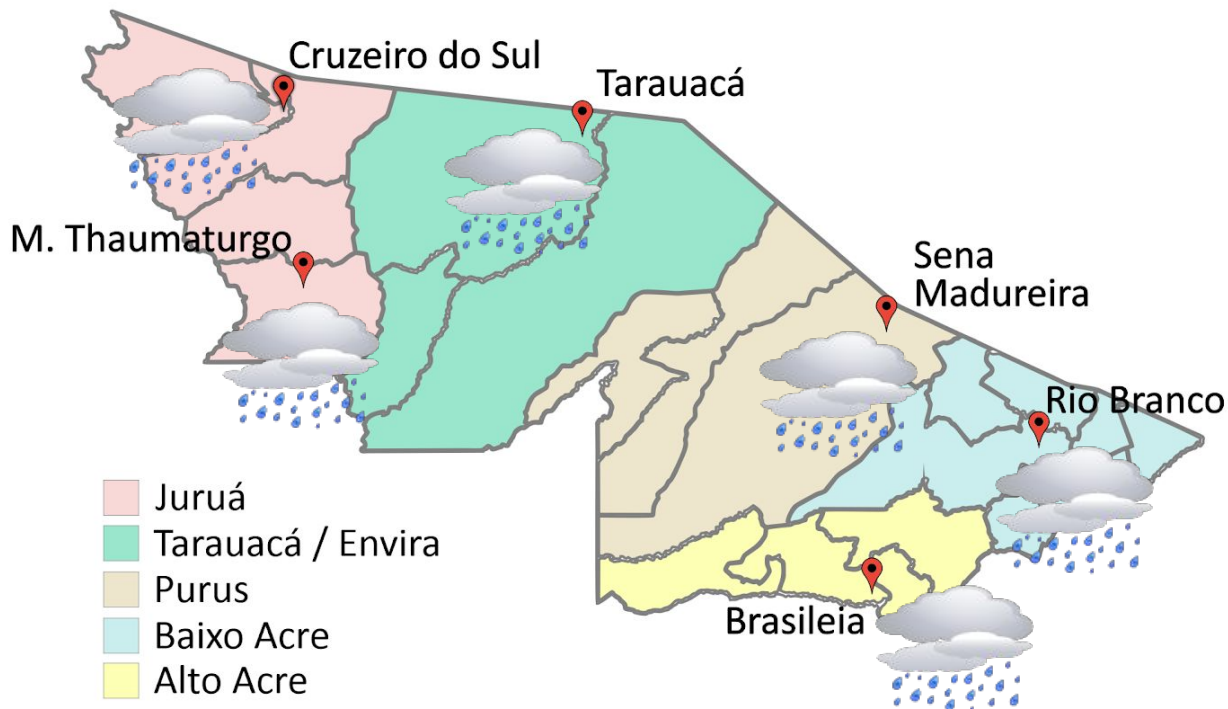 Cruzeiro do Sul
Tarauacá
M. Thaumaturgo
Sena
Madureira
Rio Branco
Brasileia
Juruá
Tarauacá / Envira
Purus
Baixo Acre
Alto Acre